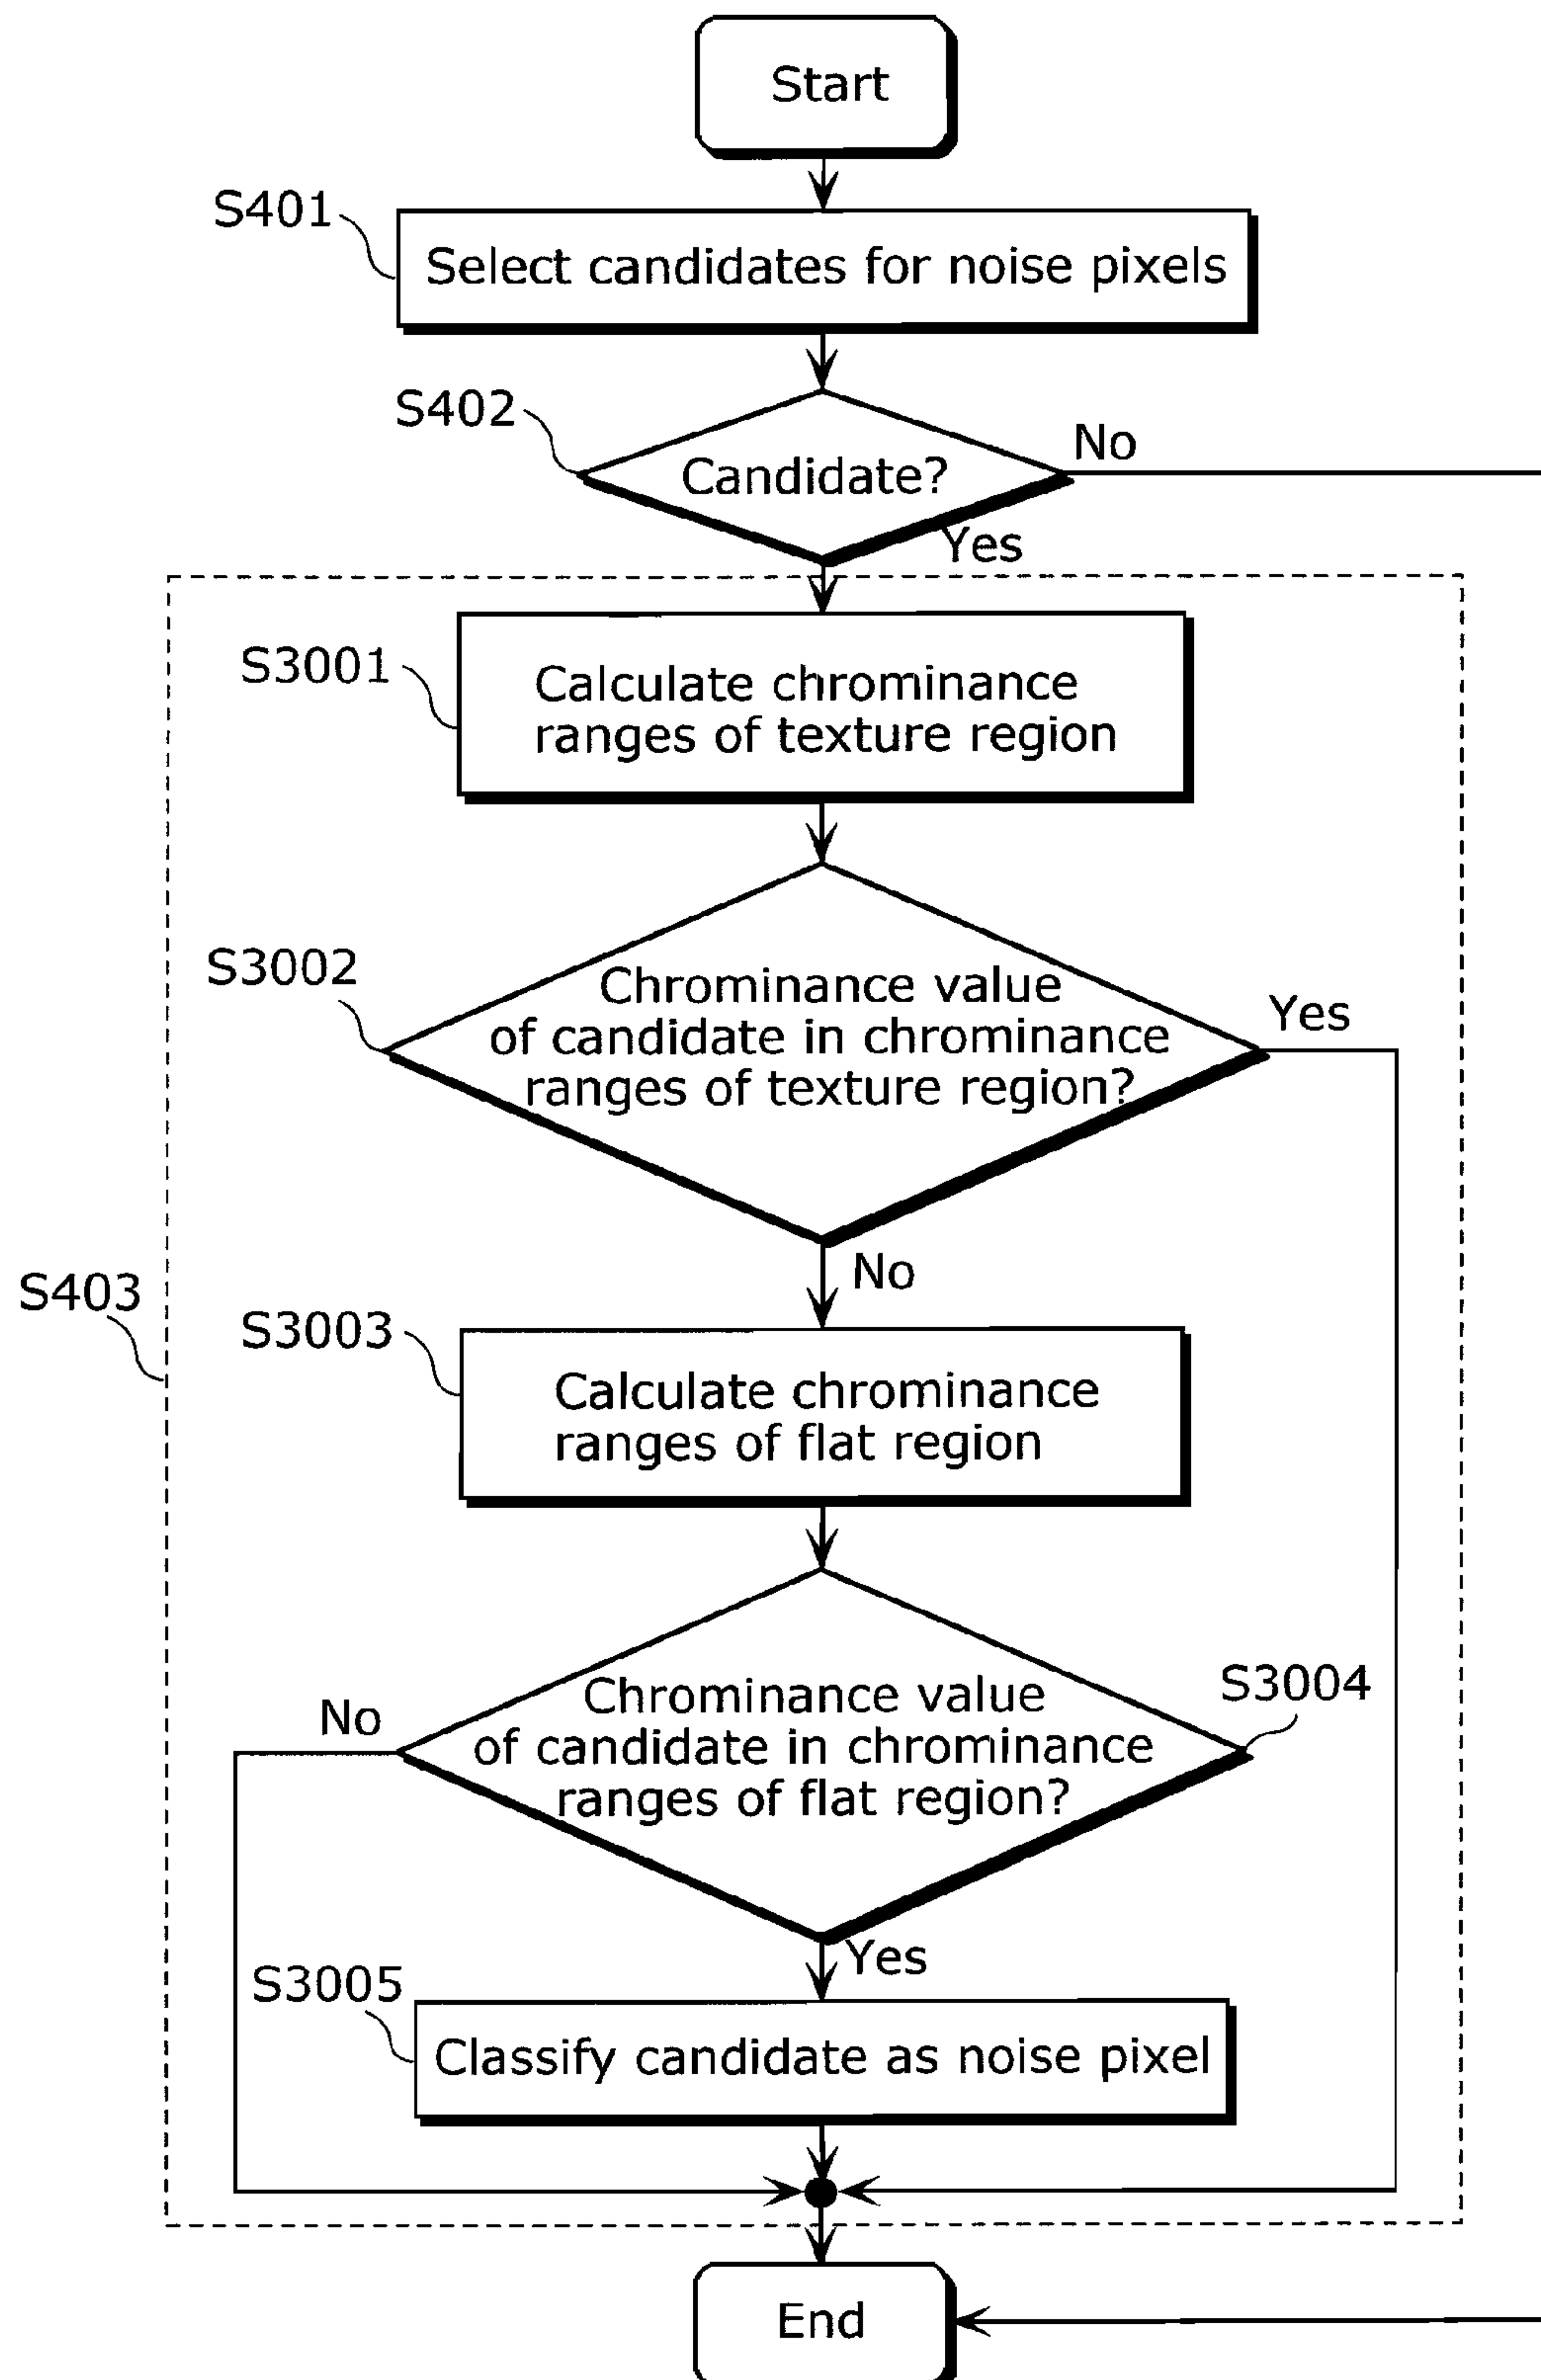 Start
S401
Select candidates for noise pixels
S402
Candidate?
No
Yes
S3001
Calculate chrominance
ranges of texture region
S3002
Chrominance value
of candidate in chrominance
ranges of texture region?
Yes
No
S403
S3003
Calculate chrominance
ranges of flat region
S3004
Chrominance value
of candidate in chrominance
ranges of flat region?
No
Yes
S3005
Classify candidate as noise pixel
End